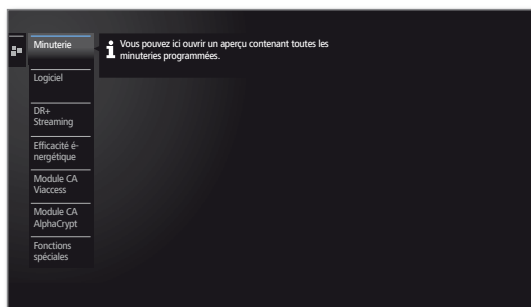 Minuterie
Vous pouvez ici ouvrir un aperçu contenant toutes les
minuteries programmées.
Logiciel
DR+
Streaming
Efficacité é-
nergétique
Module CA
Viaccess
Module CA
AlphaCrypt
Fonctions
spéciales